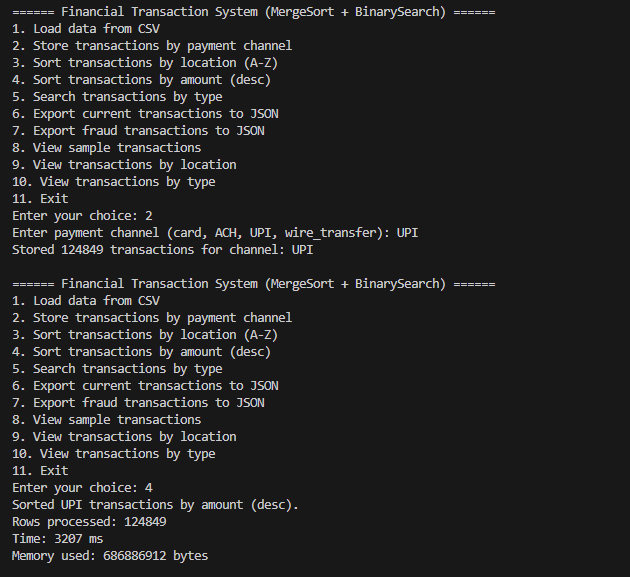 ====== Financial Transaction System (MergeSort + BinarySearch) ======
1. Load data from CSV
2. Store transactions by payment channel
3. Sort transactions by location (A-Z)
4. Sort transactions by amount (desc)
5. Search transactions by type
6. Export current transactions to JSON
7. Export fraud transactions to JSON
8. View sample transactions
9. View transactions by location
10. View transactions by type
11. Exit
Enter your choice: 2
Enter payment channel (card, ACH, UPI, wire_transfer): UPI
Stored 124849 transactions for channel: UPI

====== Financial Transaction System (MergeSort + BinarySearch) ======
1. Load data from CSV
2. Store transactions by payment channel
3. Sort transactions by location (A-Z)
4. Sort transactions by amount (desc)
5. Search transactions by type
6. Export current transactions to JSON
7. Export fraud transactions to JSON
8. View sample transactions
9. View transactions by location
10. View transactions by type
11. Exit
Enter your choice: 4
Sorted UPI transactions by amount (desc).
Rows processed: 124849
Time: 3207 ms
Memory used: 686886912 bytes